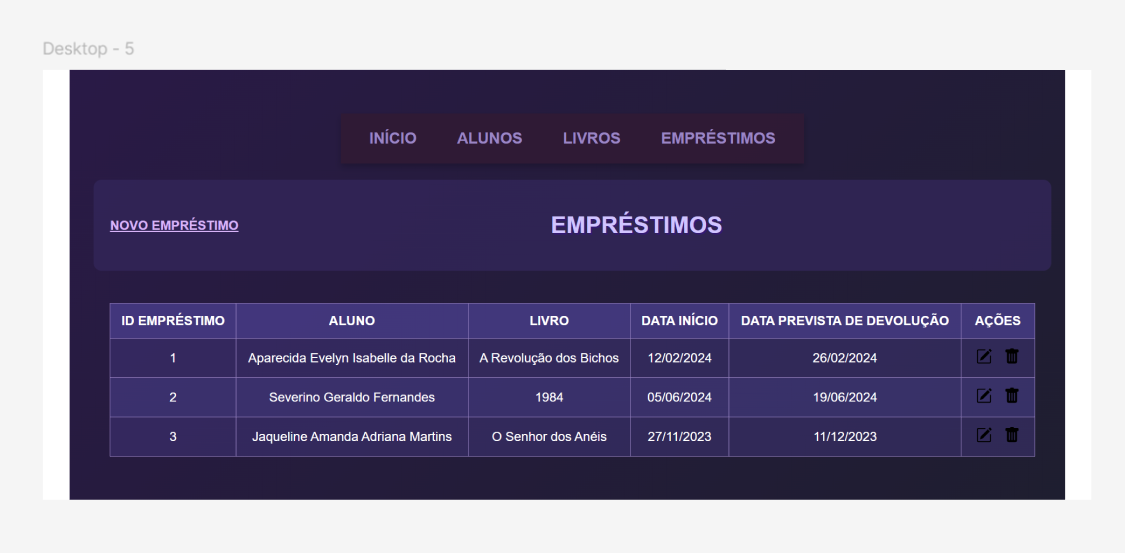 Desktop - 5
INÍCIO ALUNOS LIVROS EMPRÉSTIMOS
NOVO EMPRÉSTIMO EMPRÉSTIMOS
ID EMPRÉSTIMO ALUNO LIVRO DATA INÍCIO DATA PREVISTA DE DEVOLUÇÃO AÇÕES
1 Aparecida Evelyn Isabelle da Rocha A Revolução dos Bichos 12/02/2024 26/02/2024
2 Severino Geraldo Fernandes 1984 05/06/2024 19/06/2024
3 Jaqueline Amanda Adriana Martins O Senhor dos Anéis 27/11/2023 11/12/2023